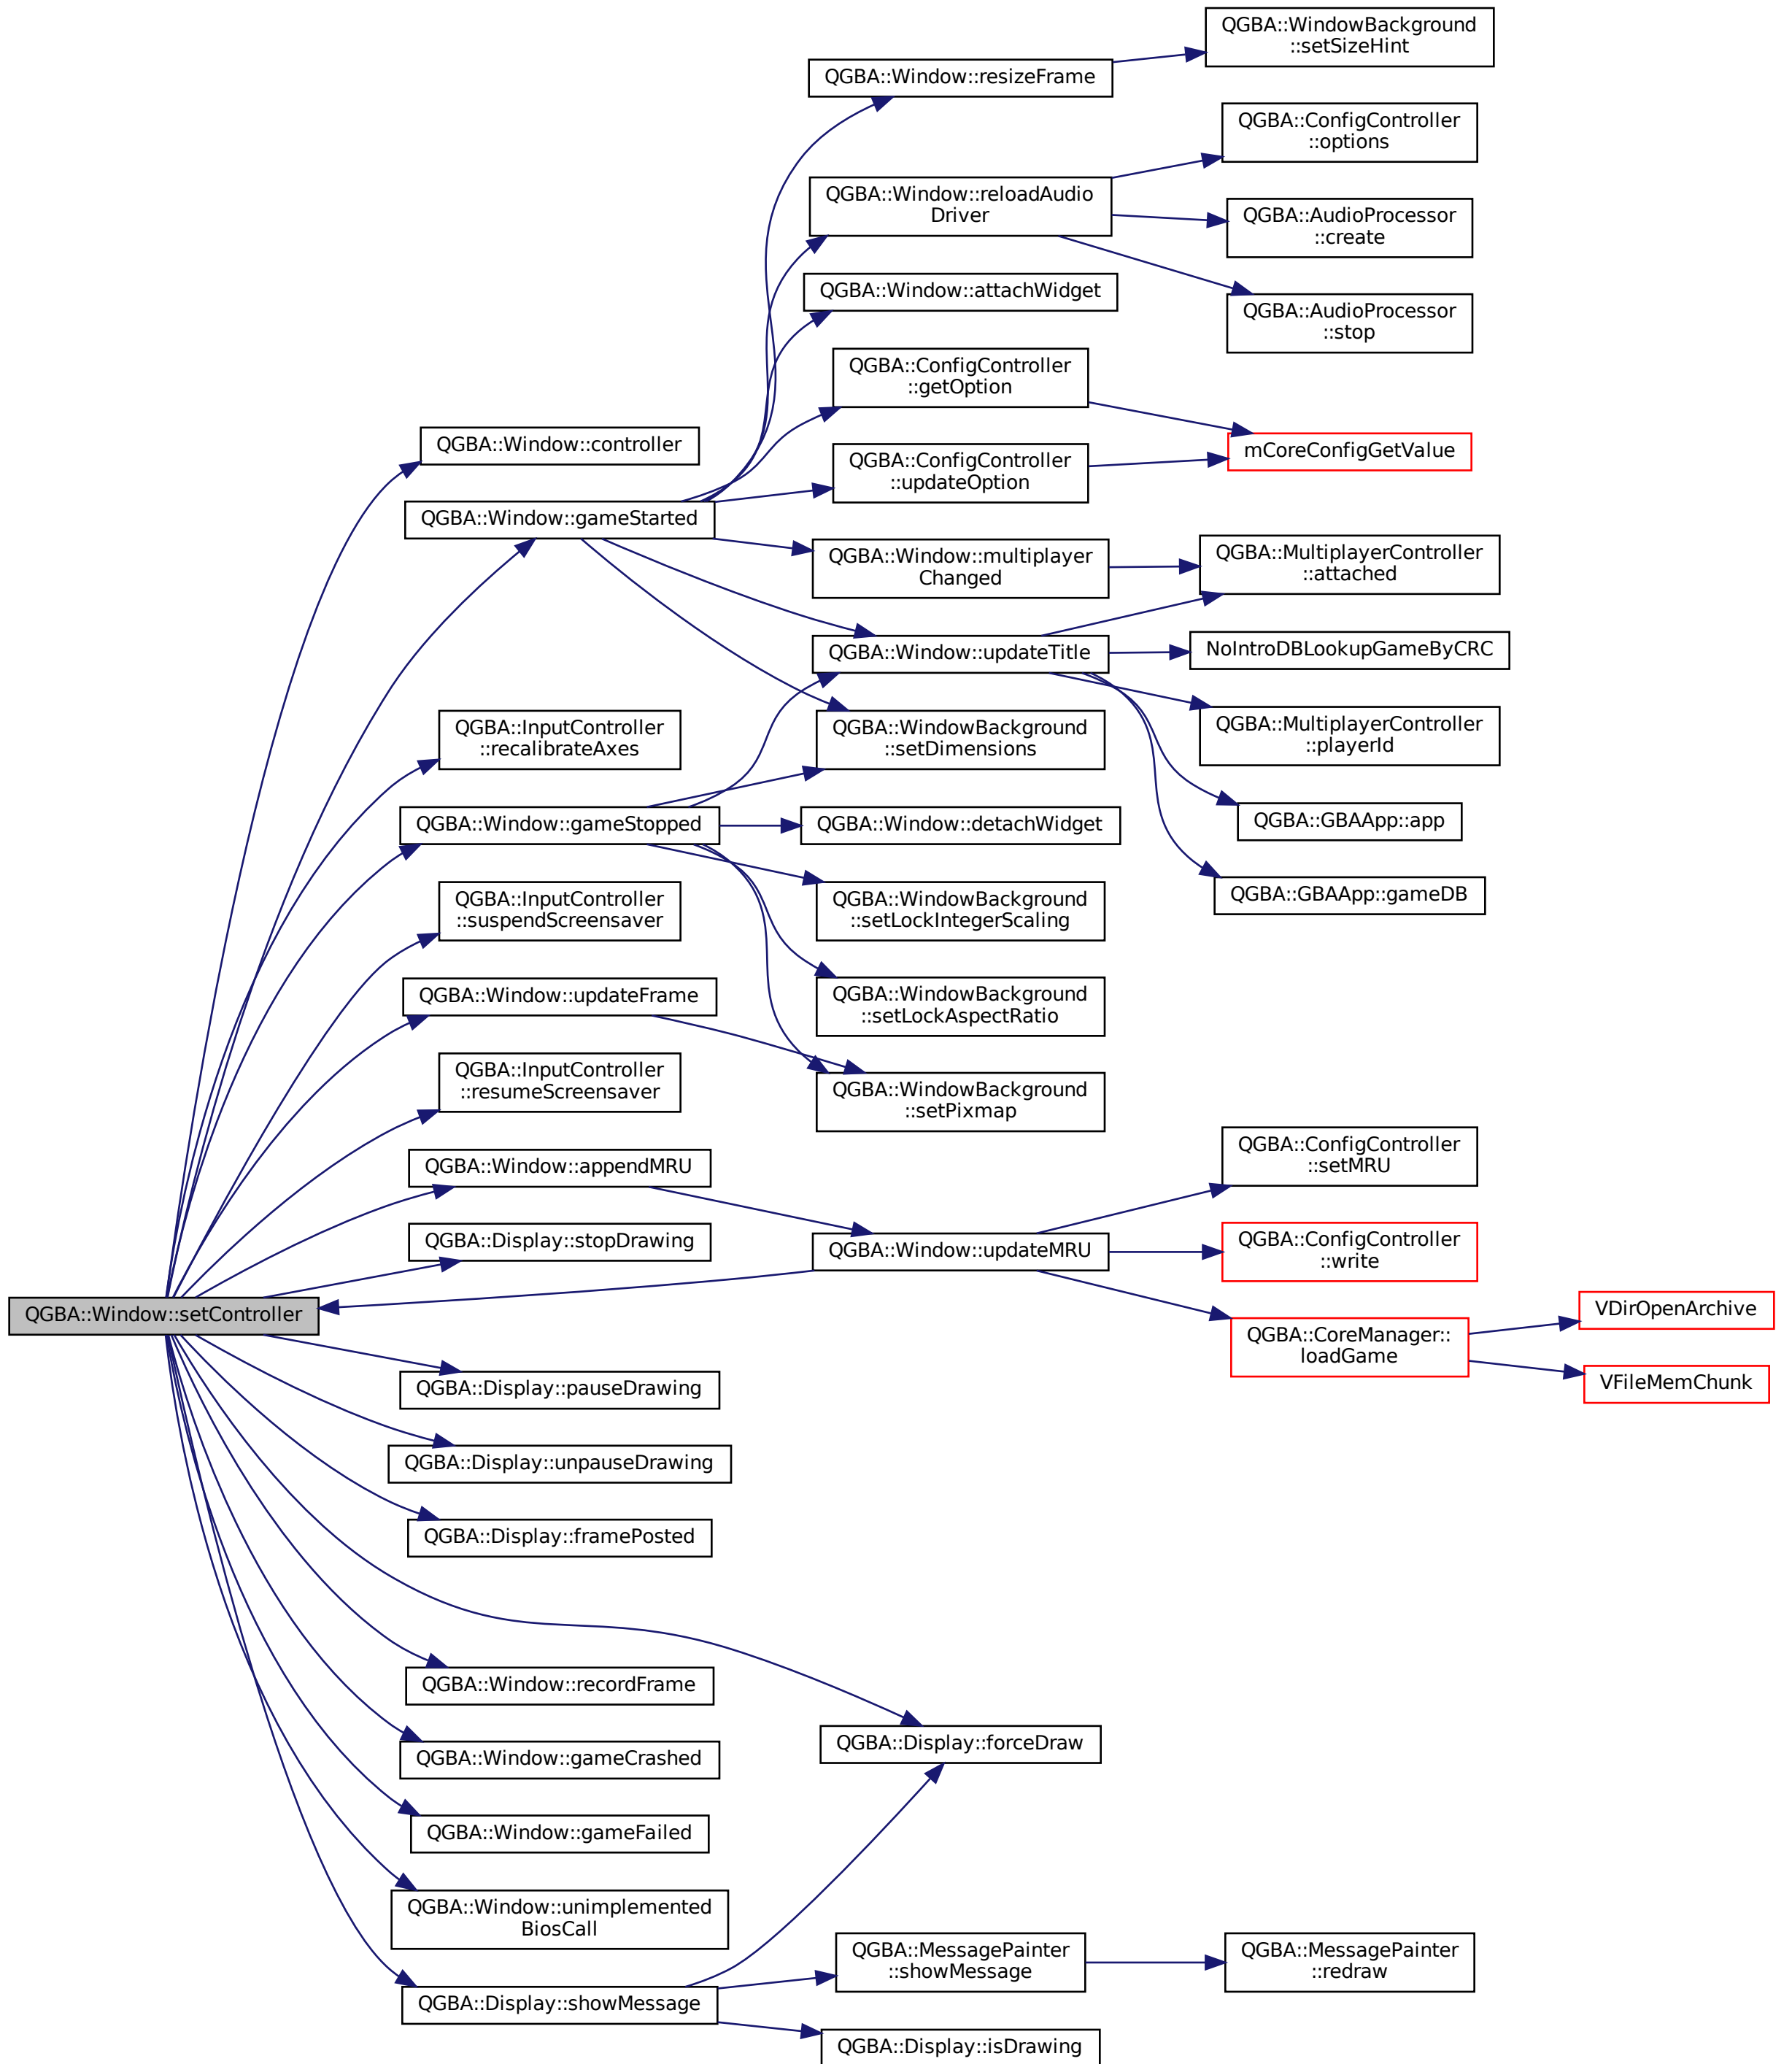 QGBA::WindowBackground
::setSizeHint
QGBA::Window::resizeFrame
QGBA::ConfigController
::options
QGBA::Window::reloadAudio
Driver
QGBA::AudioProcessor
::create
QGBA::Window::attachWidget
QGBA::AudioProcessor
::stop
QGBA::ConfigController
::getOption
QGBA::Window::controller
mCoreConfigGetValue
QGBA::ConfigController
::updateOption
QGBA::Window::gameStarted
QGBA::Window::multiplayer
Changed
QGBA::MultiplayerController
::attached
QGBA::Window::updateTitle
NoIntroDBLookupGameByCRC
QGBA::InputController
::recalibrateAxes
QGBA::WindowBackground
::setDimensions
QGBA::MultiplayerController
::playerId
QGBA::Window::gameStopped
QGBA::Window::detachWidget
QGBA::GBAApp::app
QGBA::InputController
::suspendScreensaver
QGBA::WindowBackground
::setLockIntegerScaling
QGBA::GBAApp::gameDB
QGBA::Window::updateFrame
QGBA::WindowBackground
::setLockAspectRatio
QGBA::InputController
::resumeScreensaver
QGBA::WindowBackground
::setPixmap
QGBA::Window::appendMRU
QGBA::ConfigController
::setMRU
QGBA::Display::stopDrawing
QGBA::Window::updateMRU
QGBA::ConfigController
::write
QGBA::Window::setController
QGBA::CoreManager::
loadGame
VDirOpenArchive
QGBA::Display::pauseDrawing
VFileMemChunk
QGBA::Display::unpauseDrawing
QGBA::Display::framePosted
QGBA::Window::recordFrame
QGBA::Display::forceDraw
QGBA::Window::gameCrashed
QGBA::Window::gameFailed
QGBA::Window::unimplemented
BiosCall
QGBA::MessagePainter
::showMessage
QGBA::MessagePainter
::redraw
QGBA::Display::showMessage
QGBA::Display::isDrawing